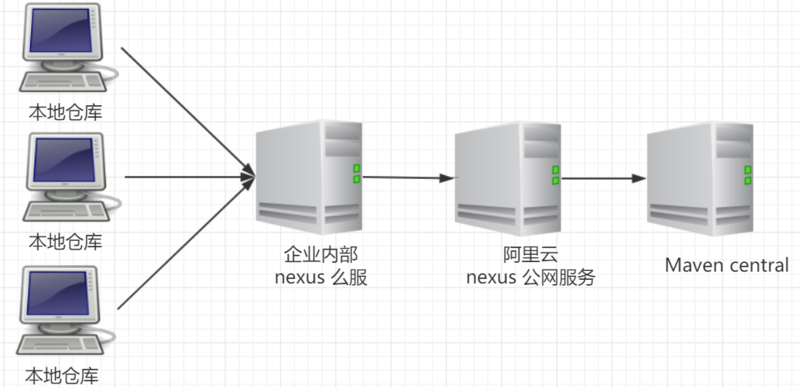 本地仓库
本地仓库
本地仓库
企业内部
nexus 么服
阿里云
nexus 公网服务
Maven central